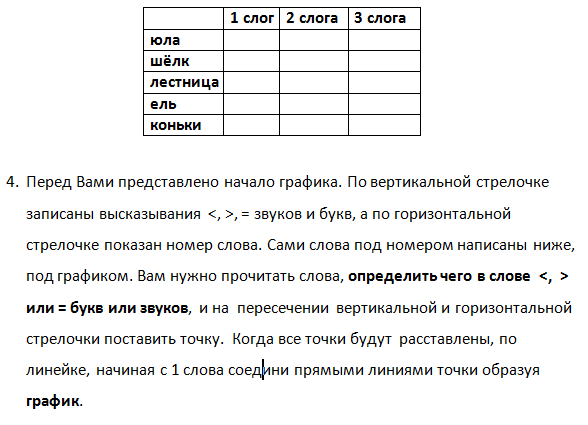 1 слог 2 слога 3 слога
юла
шёлк
лестница
ель
коньки
4. Перед Вами представлено начало графика. По вертикальной стрелочке
записаны высказывания <, >, = звуков и букв, а по горизонтальной
стрелочке показан номер слова. Сами слова под номером написаны ниже,
под графиком. Вам нужно прочитать слова, определить чего в слове <, >
или = букв или звуков, и на пересечении вертикальной и горизонтальной
стрелочки поставить точку. Когда все точки будут расставлены, по
линейке, начиная с 1 слова соедини прямыми линиями точки образуя
график.